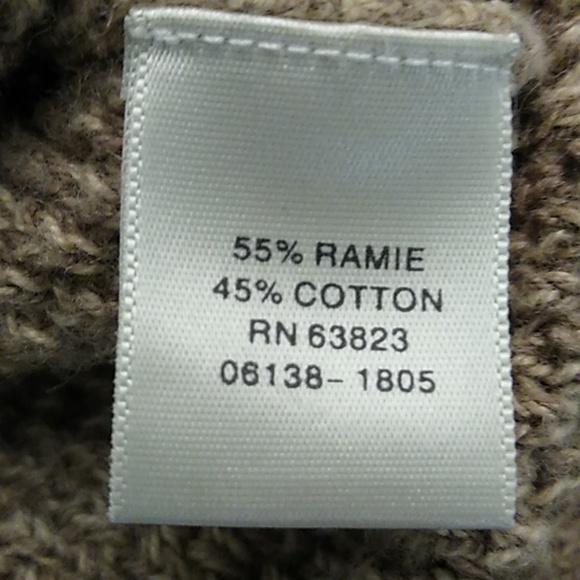 55% RAMIE
45% COTTON
RN 63823
06138- 1805